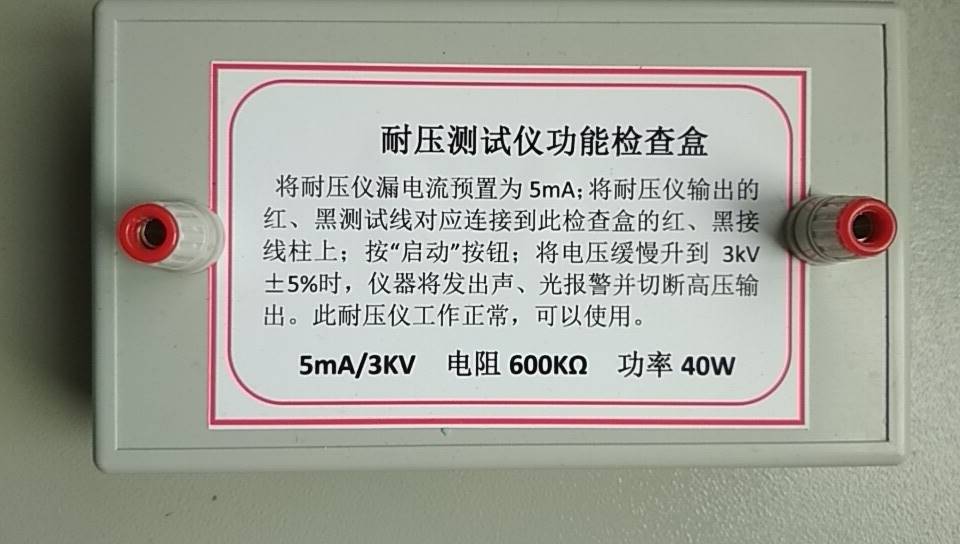 耐压测试仪功能检查盒
将耐压仪漏电流预置为 5mA；将耐压仪输出的
红、黑测试线对应连接到此检查盒的红、黑接
线柱上；按“启动”按钮；将电压缓慢升到 3kV
±5%时，仪器将发出声、光报警并切断高压输
出。此耐压仪工作正常，可以使用。
5mA/3KV 电阻 600KΩ 功率 40W